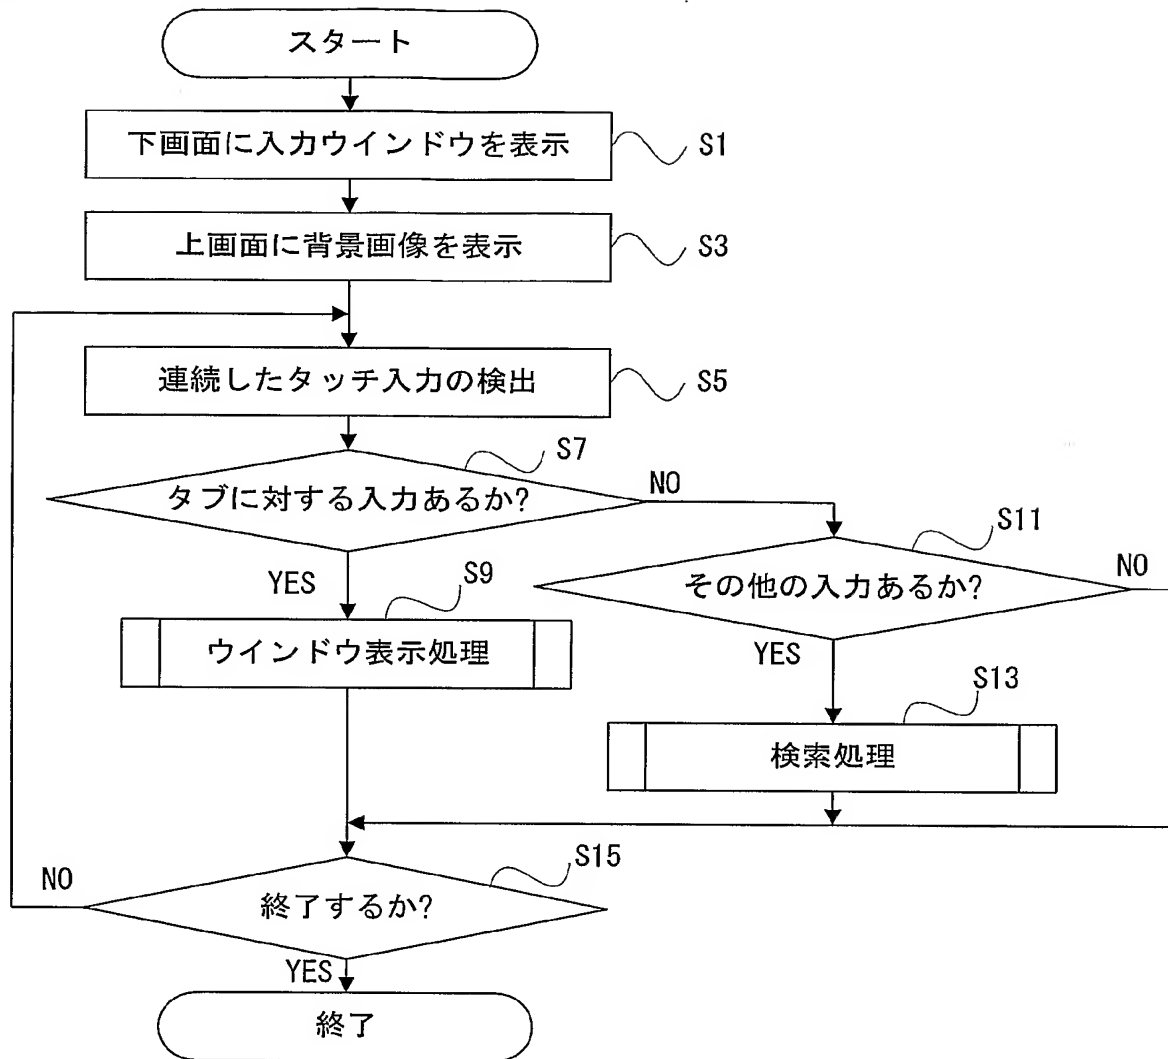 スタート
下画面に入力ウインドウを表示
S1
上画面に背景画像を表示
S3
連続したタッチ入力の検出
S5
S7
タブに対する入力あるか?
NO
S11
その他の入力あるか?
NO
YES
S9
ウインドウ表示処理
YES
S13
検索処理
S15
終了するか?
NO
YES
終了